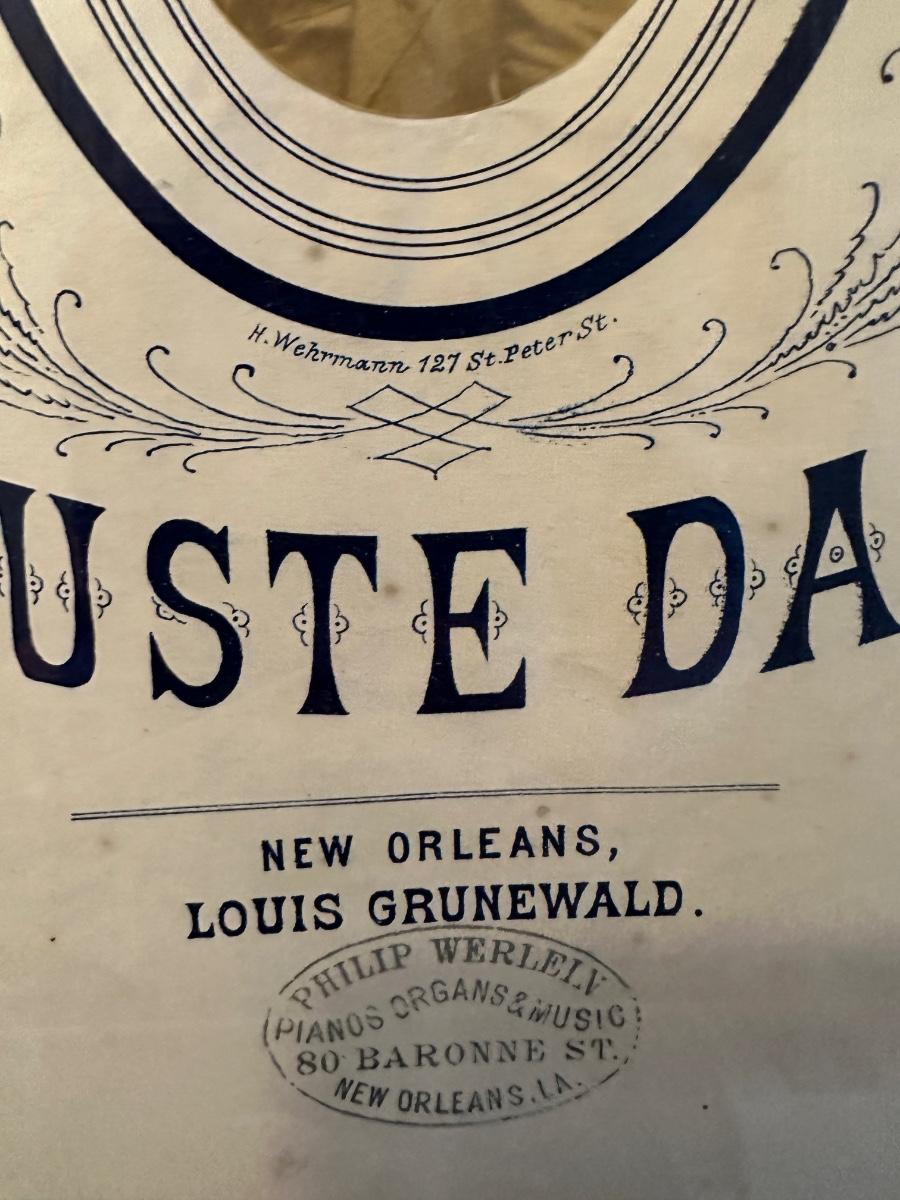 H. Wehrmann 127 St. Peter St.
USTE DA
NEW ORLEANS,
LOUIS GRUNEWALD.
PHILIP WERLEIN
PIANOS ORGANS & MUSIC
80 BARONNE ST.
NEW ORLEANS. LA.